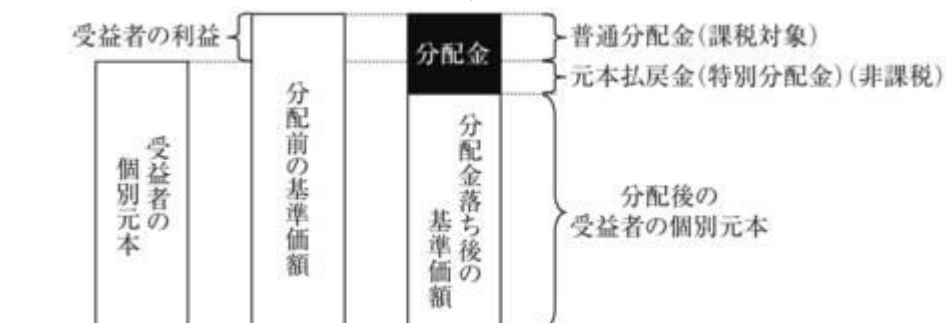 受益者の利益
受益者の
個別元本
分配前の基準価額
分配金
分配金落ち後の
基準価額
普通分配金(課税対象)
元本払戻金(特別分配金)(非課税)
分配後の
受益者の個別元本